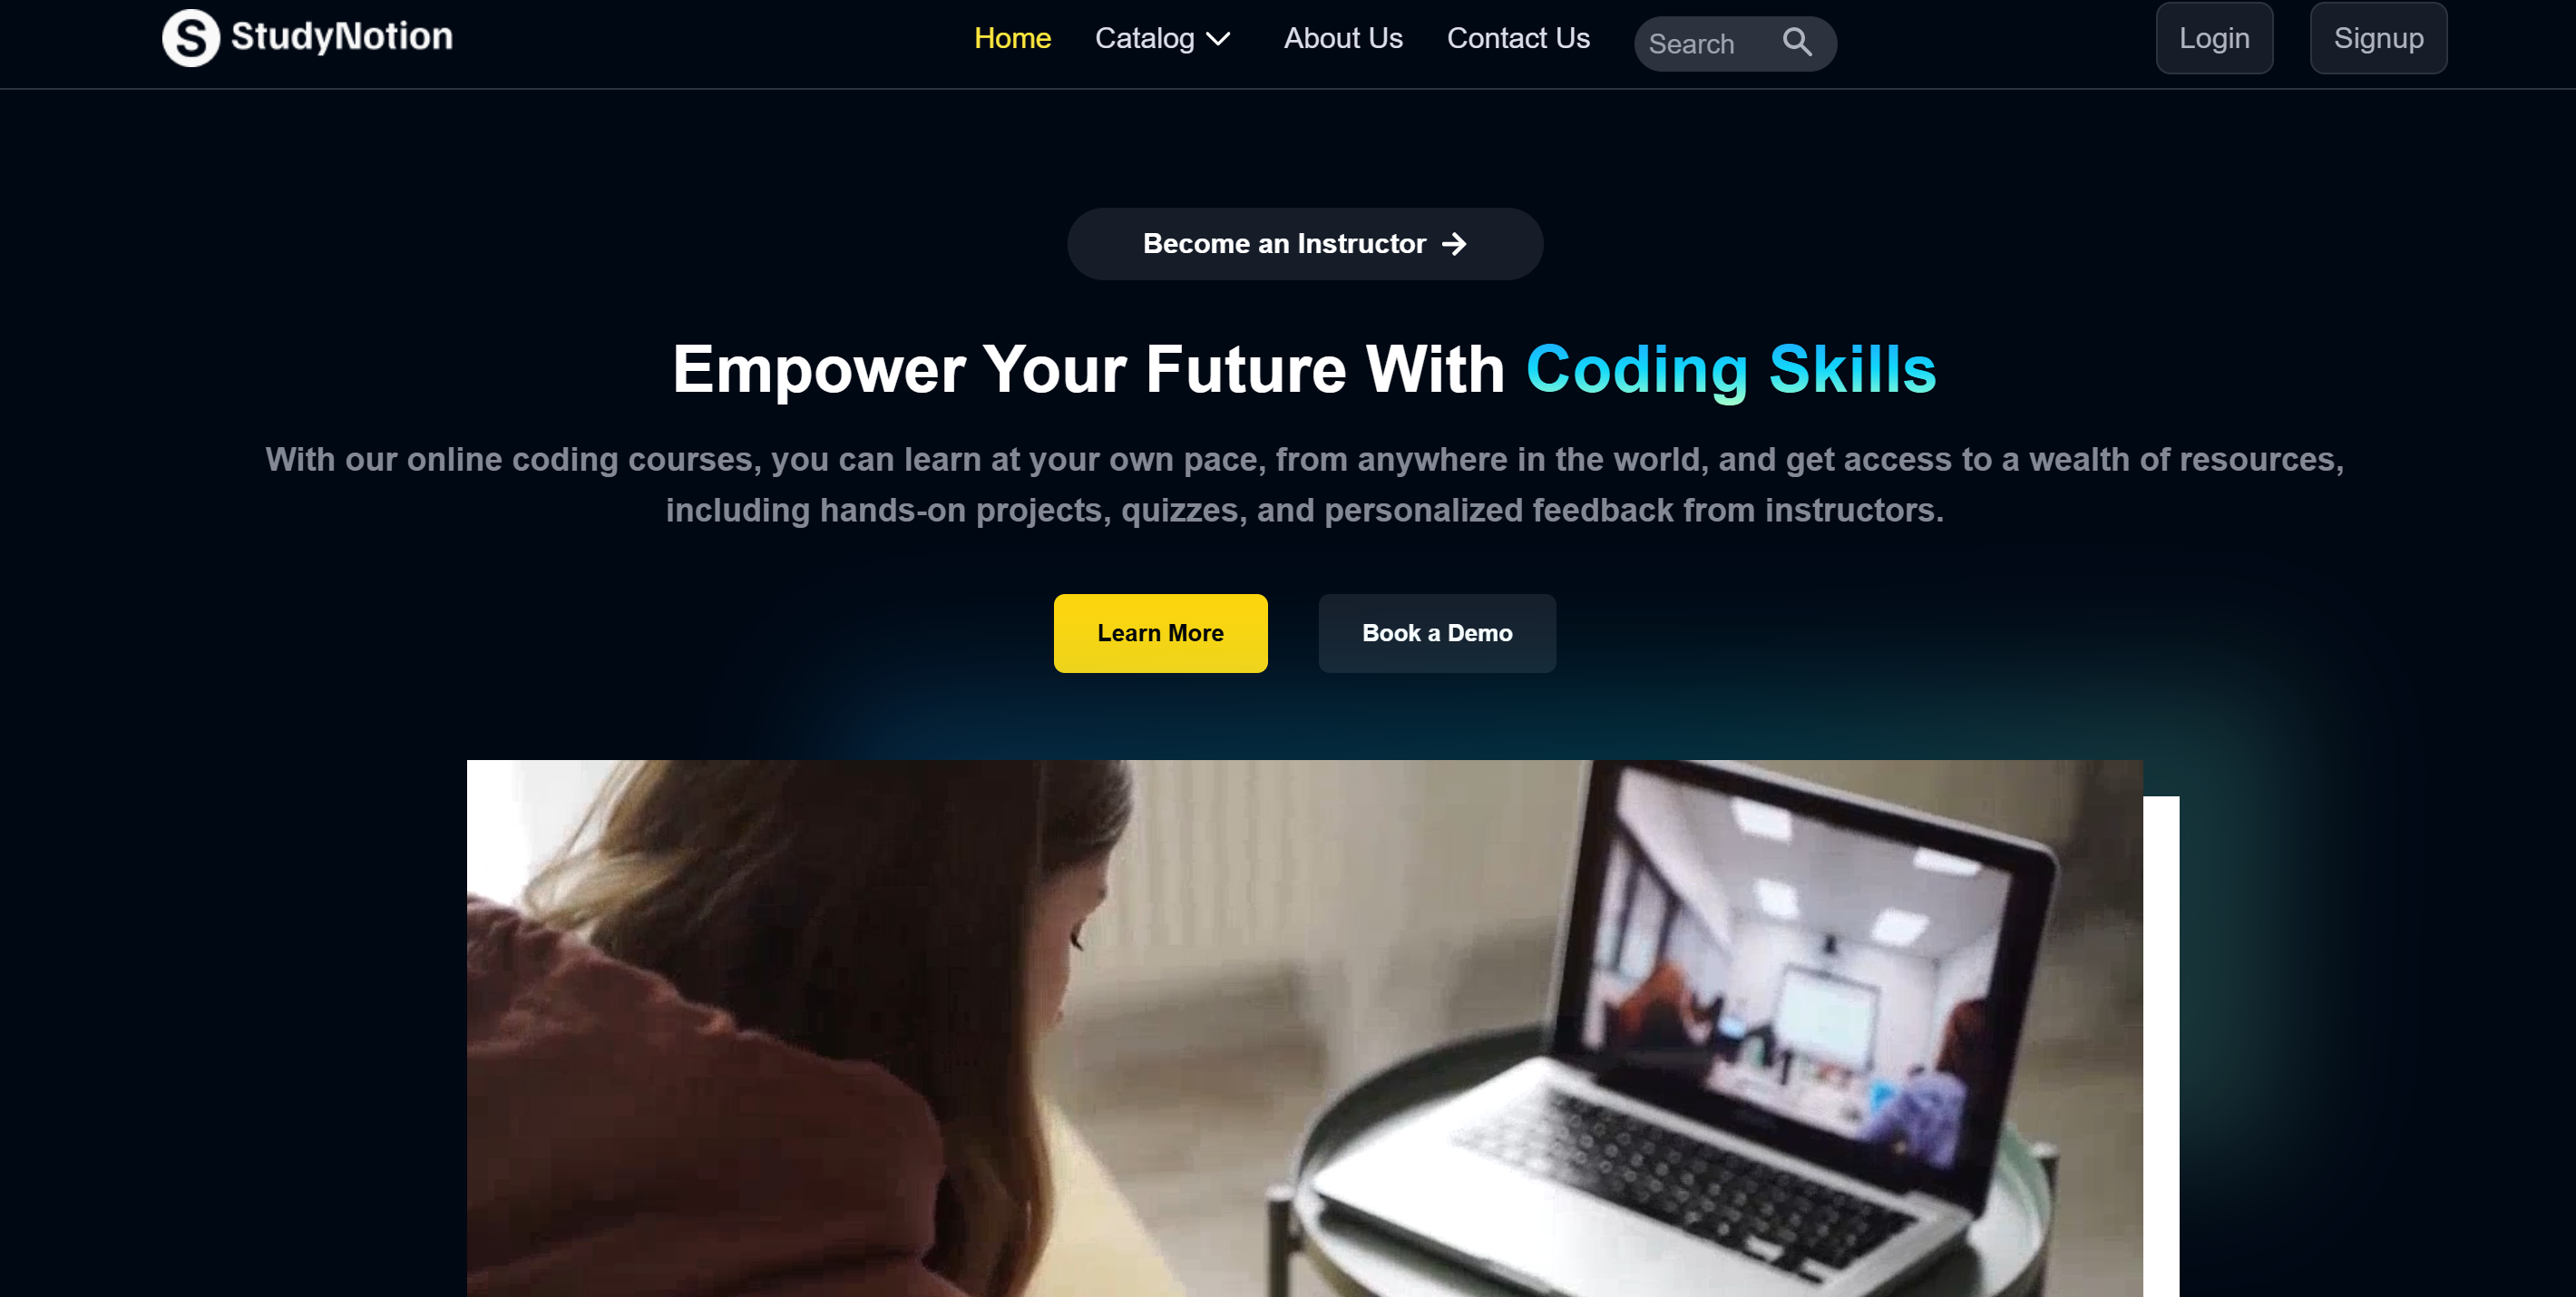 StudyNotion
Home Catalog About Us Contact Us Search Login Signup
Become an Instructor
Empower Your Future With Coding Skills
With our online coding courses, you can learn at your own pace, from anywhere in the world, and get access to a wealth of resources,
including hands-on projects, quizzes, and personalized feedback from instructors.
Learn More Book a Demo